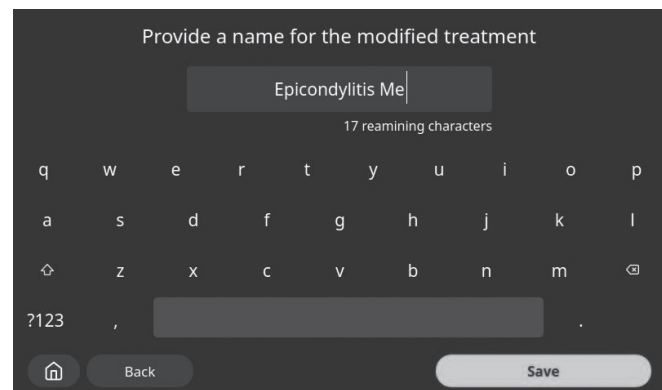 Provide a name for the modified treatment
Epicondylitis Me
17 reamining characters
q w e r t y u i o p
a s d f g h j k l
z x c v b n m
?123 , .
Back Save